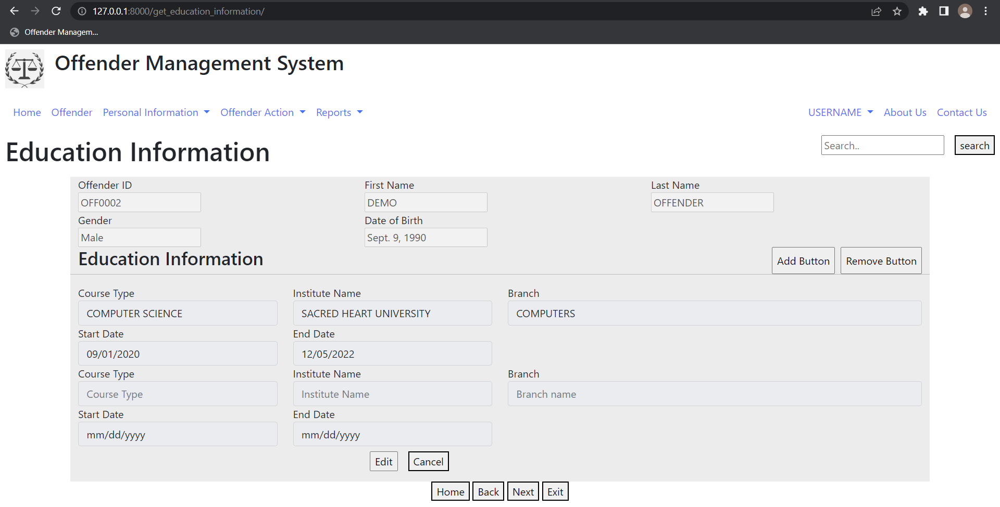 127.0.0.1:8000/get_education_information/
Offender Managem...
Offender Management System
Home Offender Personal Information Offender Action Reports USERNAME About Us Contact Us
Education Information Search.. search
Offender ID First Name Last Name
OFF0002 DEMO OFFENDER
Gender Date of Birth
Male Sept. 9, 1990
Education Information Add Button Remove Button
Course Type Institute Name Branch
COMPUTER SCIENCE SACRED HEART UNIVERSITY COMPUTERS
Start Date End Date
09/01/2020 12/05/2022
Course Type Institute Name Branch
Course Type Institute Name Branch name
Start Date End Date
mm/dd/yyyy mm/dd/yyyy
Edit Cancel
Home Back Next Exit